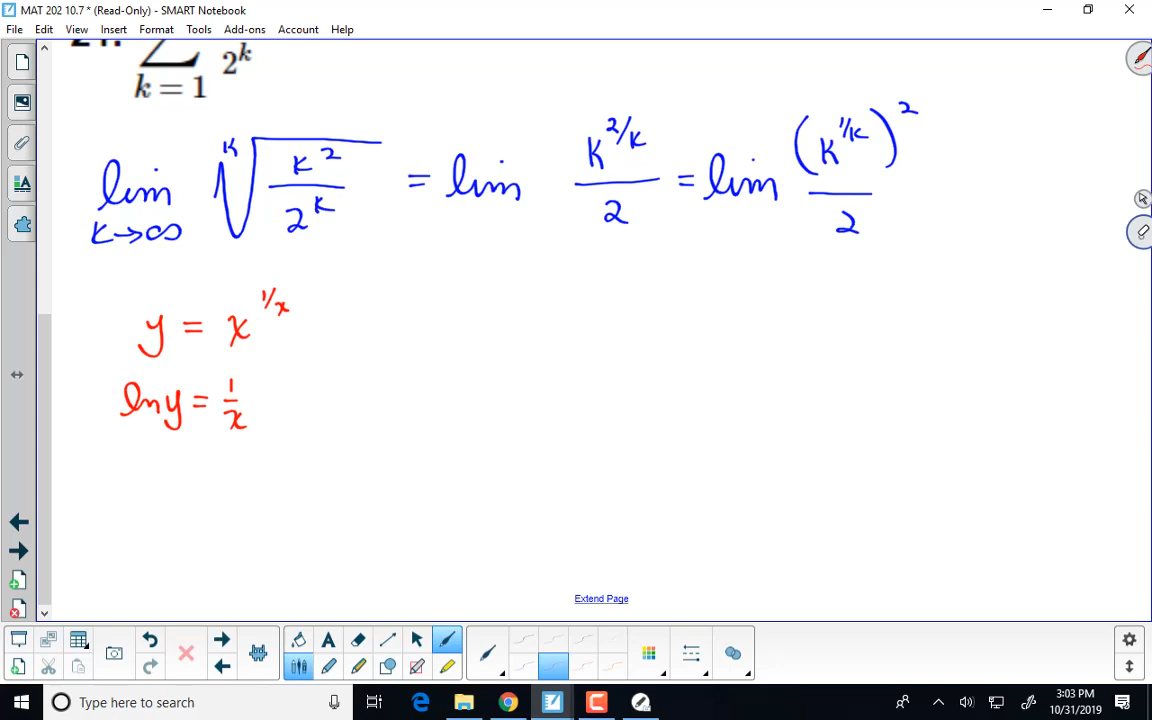 MAT 202 10.7 * (Read-Only) - SMART Notebook
File Edit View Insert Format Tools Add-ons Account Help
∑ 2^k
k = 1
lim k→∞ ᵏ√(k^2 / 2^k) = lim k^(2/k) / 2 = lim (k^(1/k))^2 / 2
y = x^(1/x)
ln y = 1/x
Extend Page
Type here to search
3:03 PM
10/31/2019